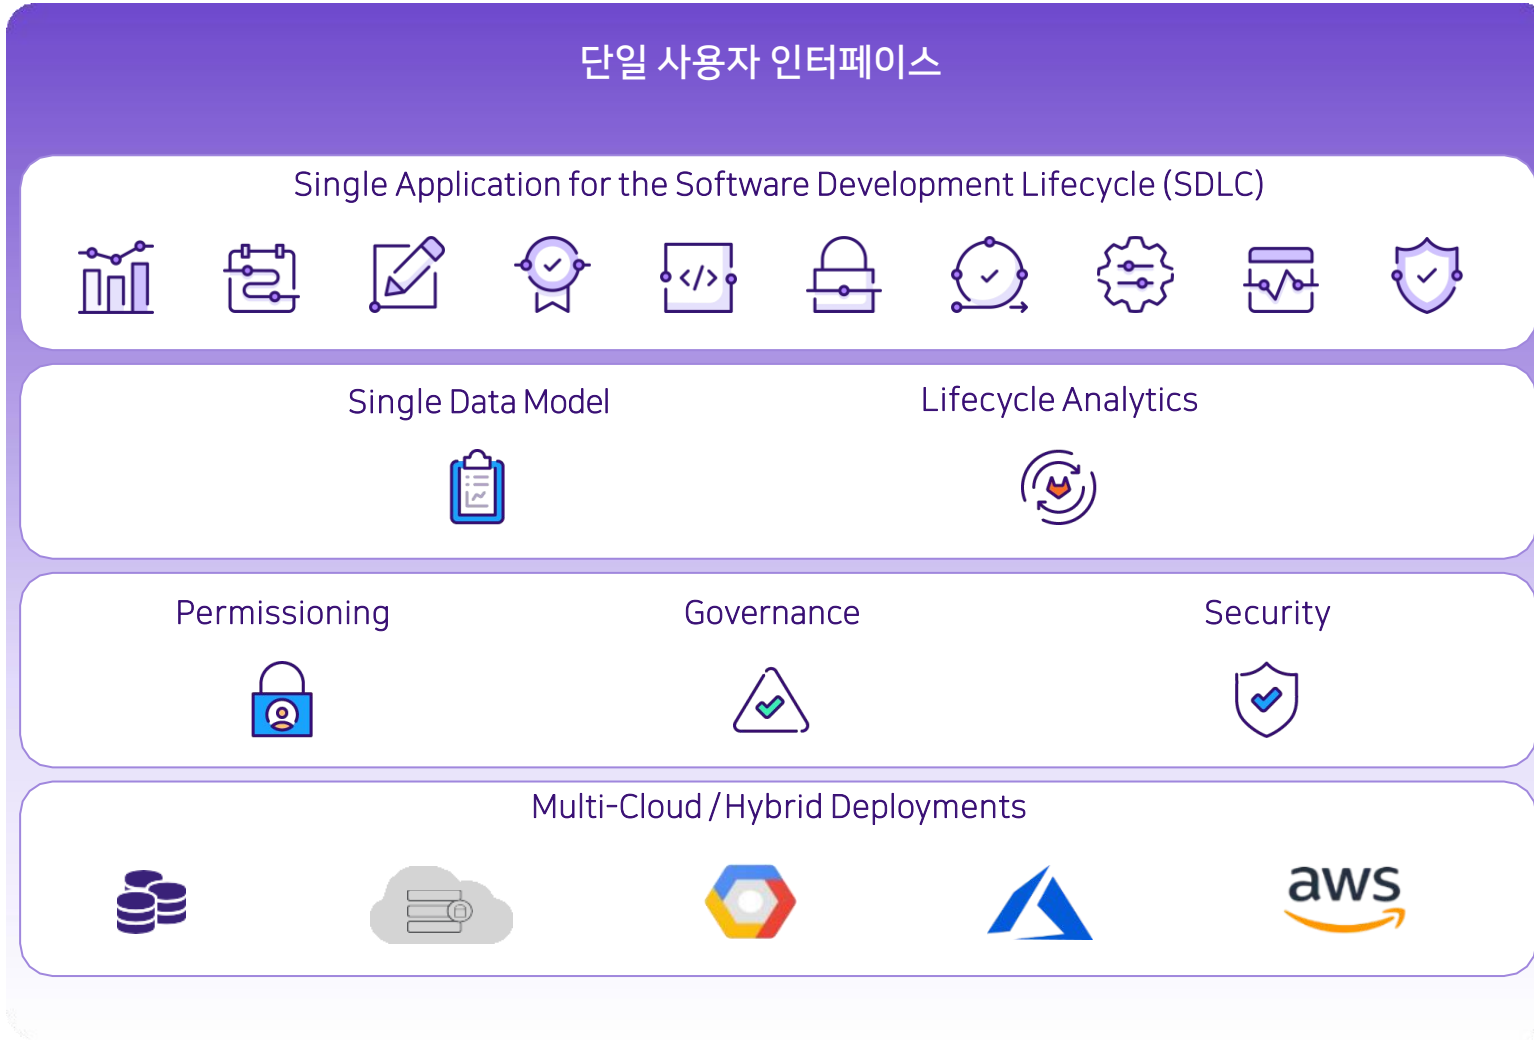 단일 사용자 인터페이스
Single Application for the Software Development Lifecycle (SDLC)
</>
Single Data Model
Lifecycle Analytics
Permissioning
Governance
Security
Multi-Cloud / Hybrid Deployments
aws